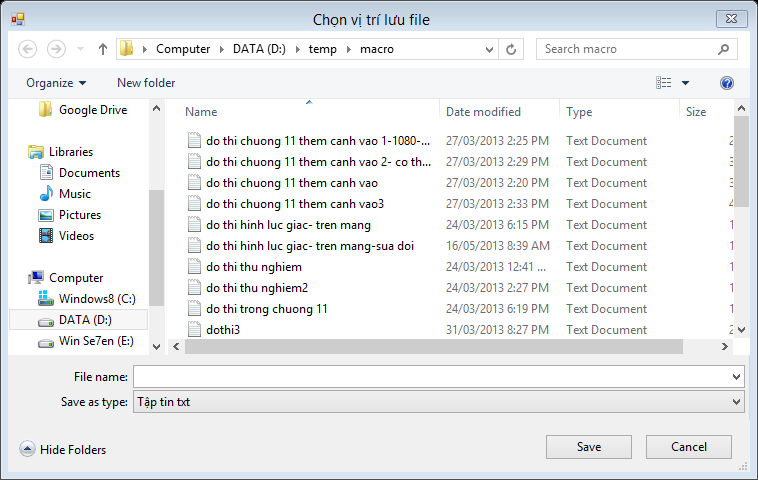 Chọn vị trí lưu file
Computer DATA (D:) temp macro Search macro
Organize New folder
Google Drive
Libraries
Documents
Music
Pictures
Videos
Computer
Windows8 (C:)
DATA (D:)
Win Se7en (E:)
Name Date modified Type Size
do thi chuong 11 them canh vao 1-1080-... 27/03/2013 2:25 PM Text Document 2
do thi chuong 11 them canh vao 2- co th... 27/03/2013 2:29 PM Text Document 3
do thi chuong 11 them canh vao 27/03/2013 2:20 PM Text Document 3
do thi chuong 11 them canh vao3 27/03/2013 2:33 PM Text Document 4
do thi hinh luc giac- tren mang 24/03/2013 6:15 PM Text Document 1
do thi hinh luc giac- tren mang-sua doi 16/05/2013 8:39 AM Text Document 1
do thi thu nghiem 24/03/2013 12:41 ... Text Document 1
do thi thu nghiem2 24/03/2013 2:27 PM Text Document 1
do thi trong chuong 11 24/03/2013 6:19 PM Text Document 1
dothi3 31/03/2013 8:27 PM Text Document 2
File name:
Save as type: Tập tin txt
Hide Folders Save Cancel